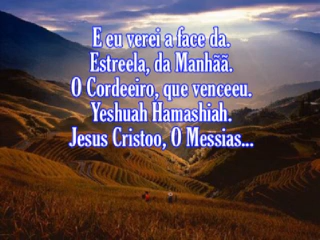 E eu verei a face da.
Estreela, da Manhãã.
O Cordeeiro, que venceeu.
Yeshuah Hamashiah.
Jesus Cristoo, O Messias...